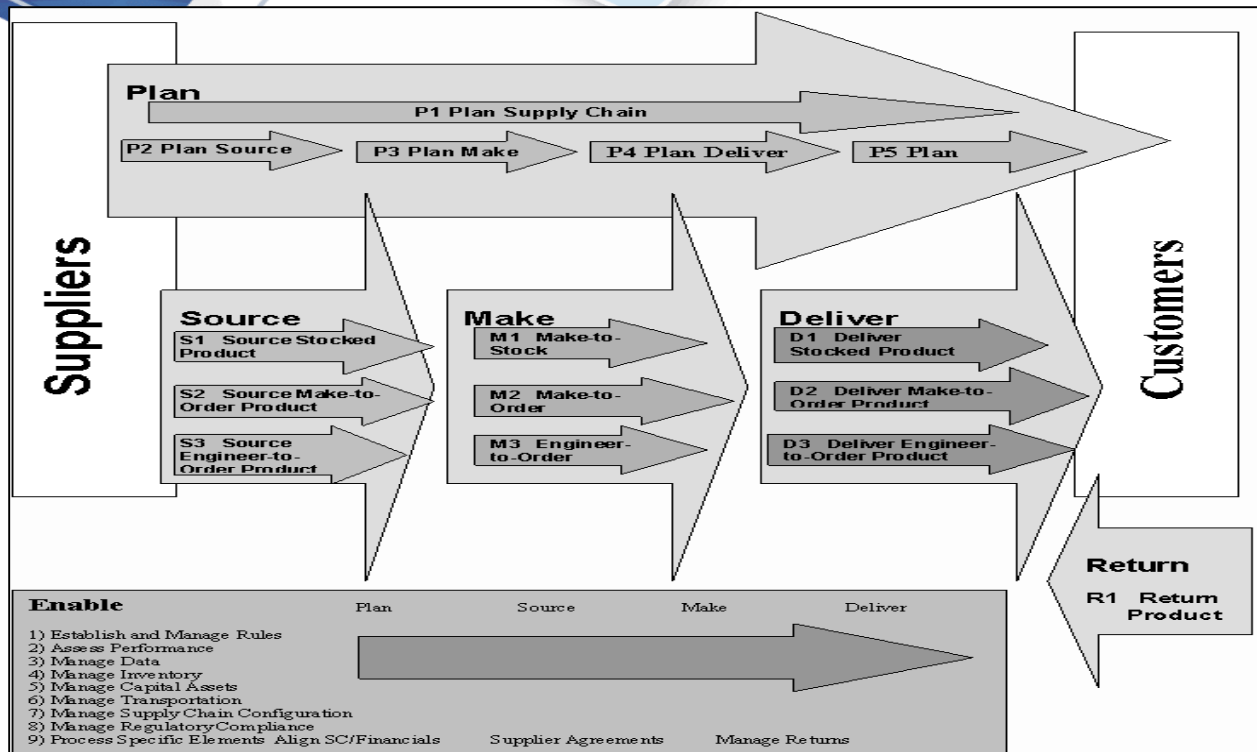 Plan
P1 Plan Supply Chain
P2 Plan Source
P3 Plan Make
P4 Plan Deliver
P5 Plan
Suppliers
Customers
Source
S1 Source Stocked
Product
S2 Source Make-to-
Order Product
S3 Source
Engineer-to-
Order Product
Make
M1 Make-to-
Stock
M2 Make-to-
Order
M3 Engineer-
to-Order
Deliver
D1 Deliver
Stocked Product
D2 Deliver Make-
to-Order Product
D3 Deliver Engineer-
to-Order Product
Return
R1 Return
Product
Enable
Plan Source Make Deliver
1) Establish and Manage Rules
2) Assess Performance
3) Manage Data
4) Manage Inventory
5) Manage Capital Assets
6) Manage Transportation
7) Manage Supply Chain Configuration
8) Manage Regulatory Compliance
9) Process Specific Elements Align SC/Financials Supplier Agreements Manage Returns